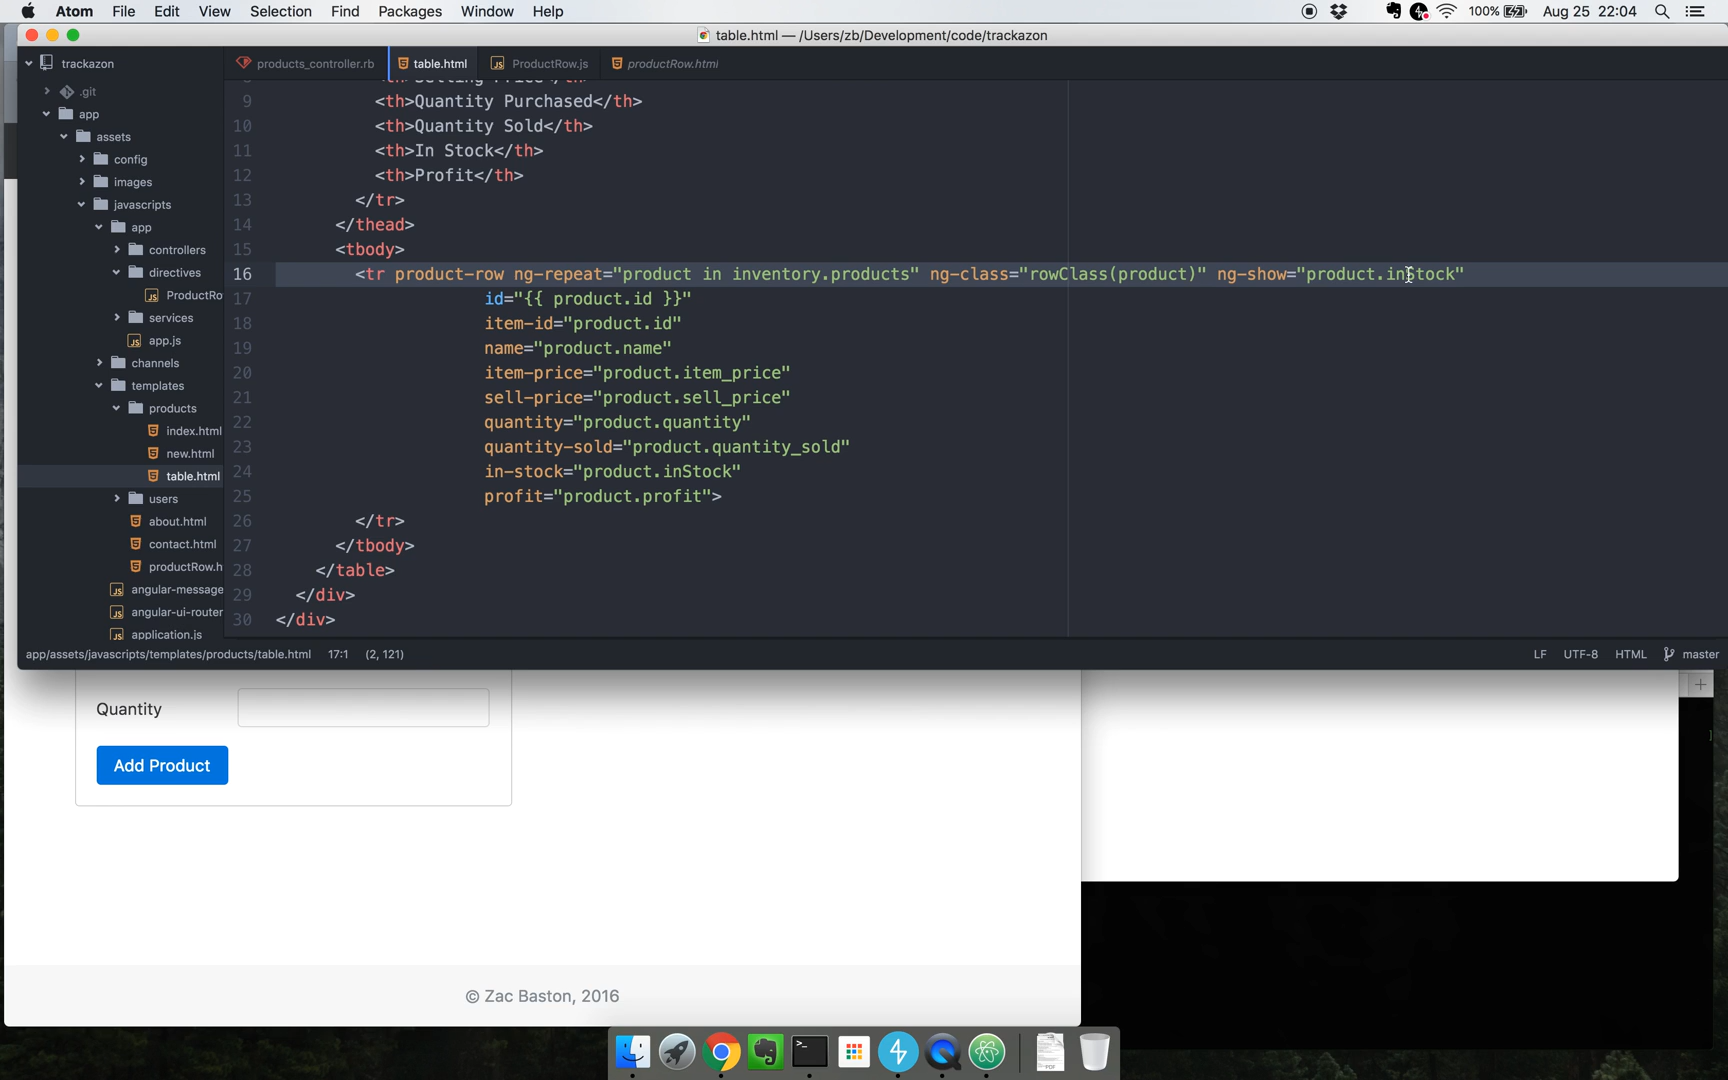 Atom File Edit View Selection Find Packages Window Help 100% Aug 25 22:04
table.html — /Users/zb/Development/code/trackazon
trackazon
.git
app
assets
config
images
javascripts
app
controllers
directives
ProductRo
services
app.js
channels
templates
products
index.html
new.html
table.html
users
about.html
contact.html
productRow.h
angular-message
angular-ui-router
application.js
products_controller.rb table.html ProductRow.js productRow.html
9 <th>Quantity Purchased</th>
10 <th>Quantity Sold</th>
11 <th>In Stock</th>
12 <th>Profit</th>
13 </tr>
14 </thead>
15 <tbody>
16 <tr product-row ng-repeat="product in inventory.products" ng-class="rowClass(product)" ng-show="product.inStock"
17 id="{{ product.id }}"
18 item-id="product.id"
19 name="product.name"
20 item-price="product.item_price"
21 sell-price="product.sell_price"
22 quantity="product.quantity"
23 quantity-sold="product.quantity_sold"
24 in-stock="product.inStock"
25 profit="product.profit">
26 </tr>
27 </tbody>
28 </table>
29 </div>
30 </div>
app/assets/javascripts/templates/products/table.html 17:1 (2, 121) LF UTF-8 HTML master
Quantity
Add Product
© Zac Baston, 2016